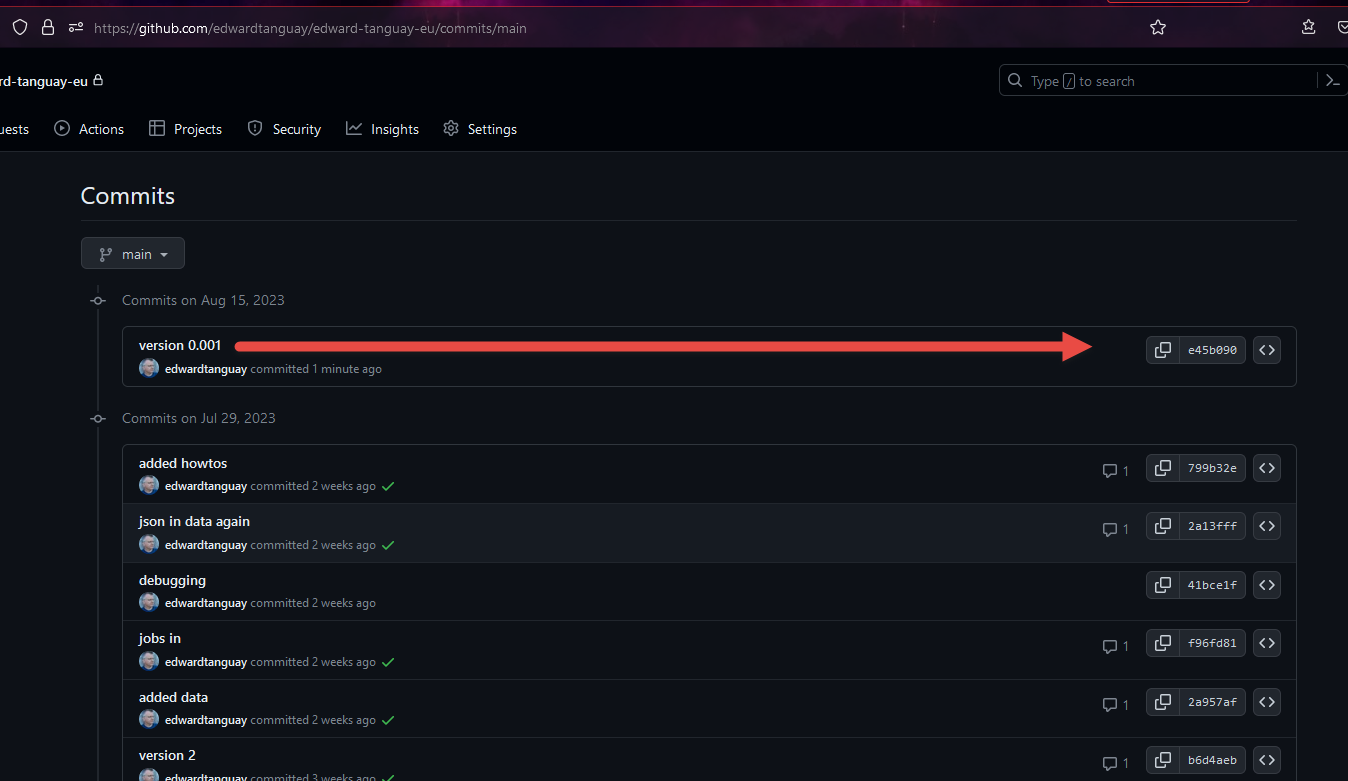 https://github.com/edwardtanguay/edward-tanguay-eu/commits/main
rd-tanguay-eu
Type / to search
uests Actions Projects Security Insights Settings
Commits
main
Commits on Aug 15, 2023
version 0.001
e45b090
edwardtanguay committed 1 minute ago
Commits on Jul 29, 2023
added howtos
1 799b32e
edwardtanguay committed 2 weeks ago
json in data again
1 2a13fff
edwardtanguay committed 2 weeks ago
debugging
41bce1f
edwardtanguay committed 2 weeks ago
jobs in
1 f96fd81
edwardtanguay committed 2 weeks ago
added data
1 2a957af
edwardtanguay committed 2 weeks ago
version 2
1 b6d4aeb
edwardtanguay committed 3 weeks ago